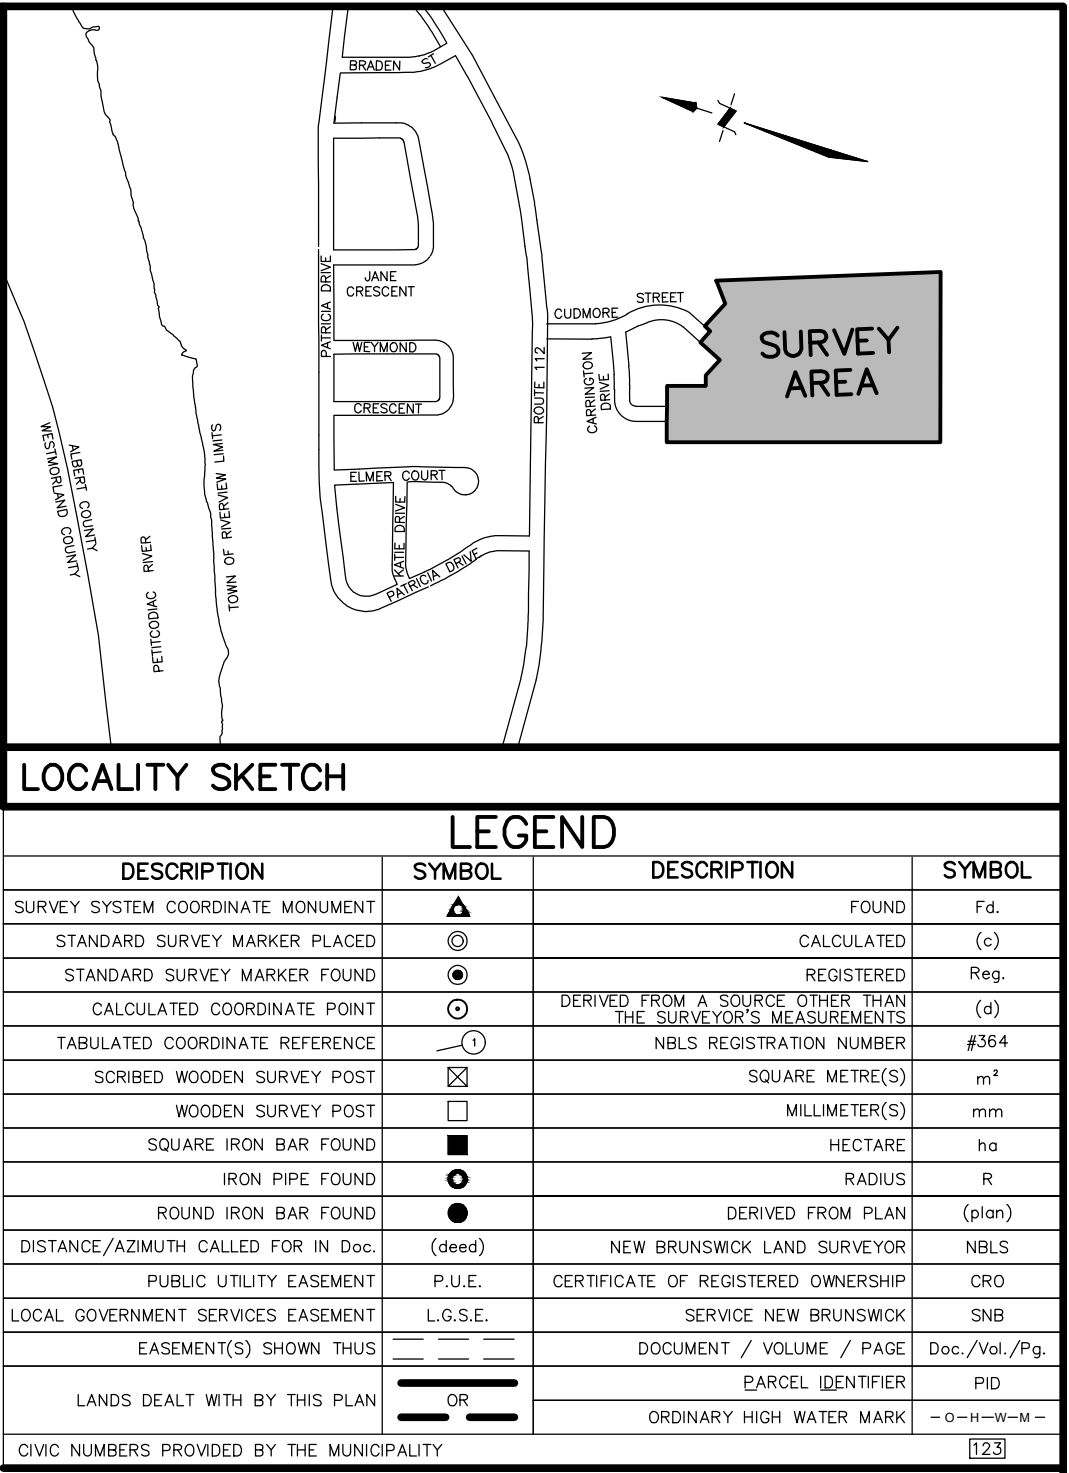 BRADEN ST
JANE
CRESCENT
PATRICIA DRIVE
WEYMOND
CRESCENT
ELMER COURT
KATIE DRIVE
PATRICIA DRIVE
ROUTE 112
CUDMORE STREET
CARRINGTON
DRIVE
SURVEY
AREA
ALBERT COUNTY
WESTMORLAND COUNTY
PETITCODIAC RIVER
TOWN OF RIVERVIEW LIMITS
LOCALITY SKETCH
LEGEND
DESCRIPTION SYMBOL DESCRIPTION SYMBOL
SURVEY SYSTEM COORDINATE MONUMENT FOUND Fd.
STANDARD SURVEY MARKER PLACED CALCULATED (c)
STANDARD SURVEY MARKER FOUND REGISTERED Reg.
CALCULATED COORDINATE POINT DERIVED FROM A SOURCE OTHER THAN
THE SURVEYOR'S MEASUREMENTS (d)
TABULATED COORDINATE REFERENCE 1 NBLS REGISTRATION NUMBER #364
SCRIBED WOODEN SURVEY POST SQUARE METRE(S) m²
WOODEN SURVEY POST MILLIMETER(S) mm
SQUARE IRON BAR FOUND HECTARE ha
IRON PIPE FOUND RADIUS R
ROUND IRON BAR FOUND DERIVED FROM PLAN (plan)
DISTANCE/AZIMUTH CALLED FOR IN Doc. (deed) NEW BRUNSWICK LAND SURVEYOR NBLS
PUBLIC UTILITY EASEMENT P.U.E. CERTIFICATE OF REGISTERED OWNERSHIP CRO
LOCAL GOVERNMENT SERVICES EASEMENT L.G.S.E. SERVICE NEW BRUNSWICK SNB
EASEMENT(S) SHOWN THUS DOCUMENT / VOLUME / PAGE Doc./Vol./Pg.
LANDS DEALT WITH BY THIS PLAN OR PARCEL IDENTIFIER PID
ORDINARY HIGH WATER MARK —O—H—W—M—
CIVIC NUMBERS PROVIDED BY THE MUNICIPALITY 123